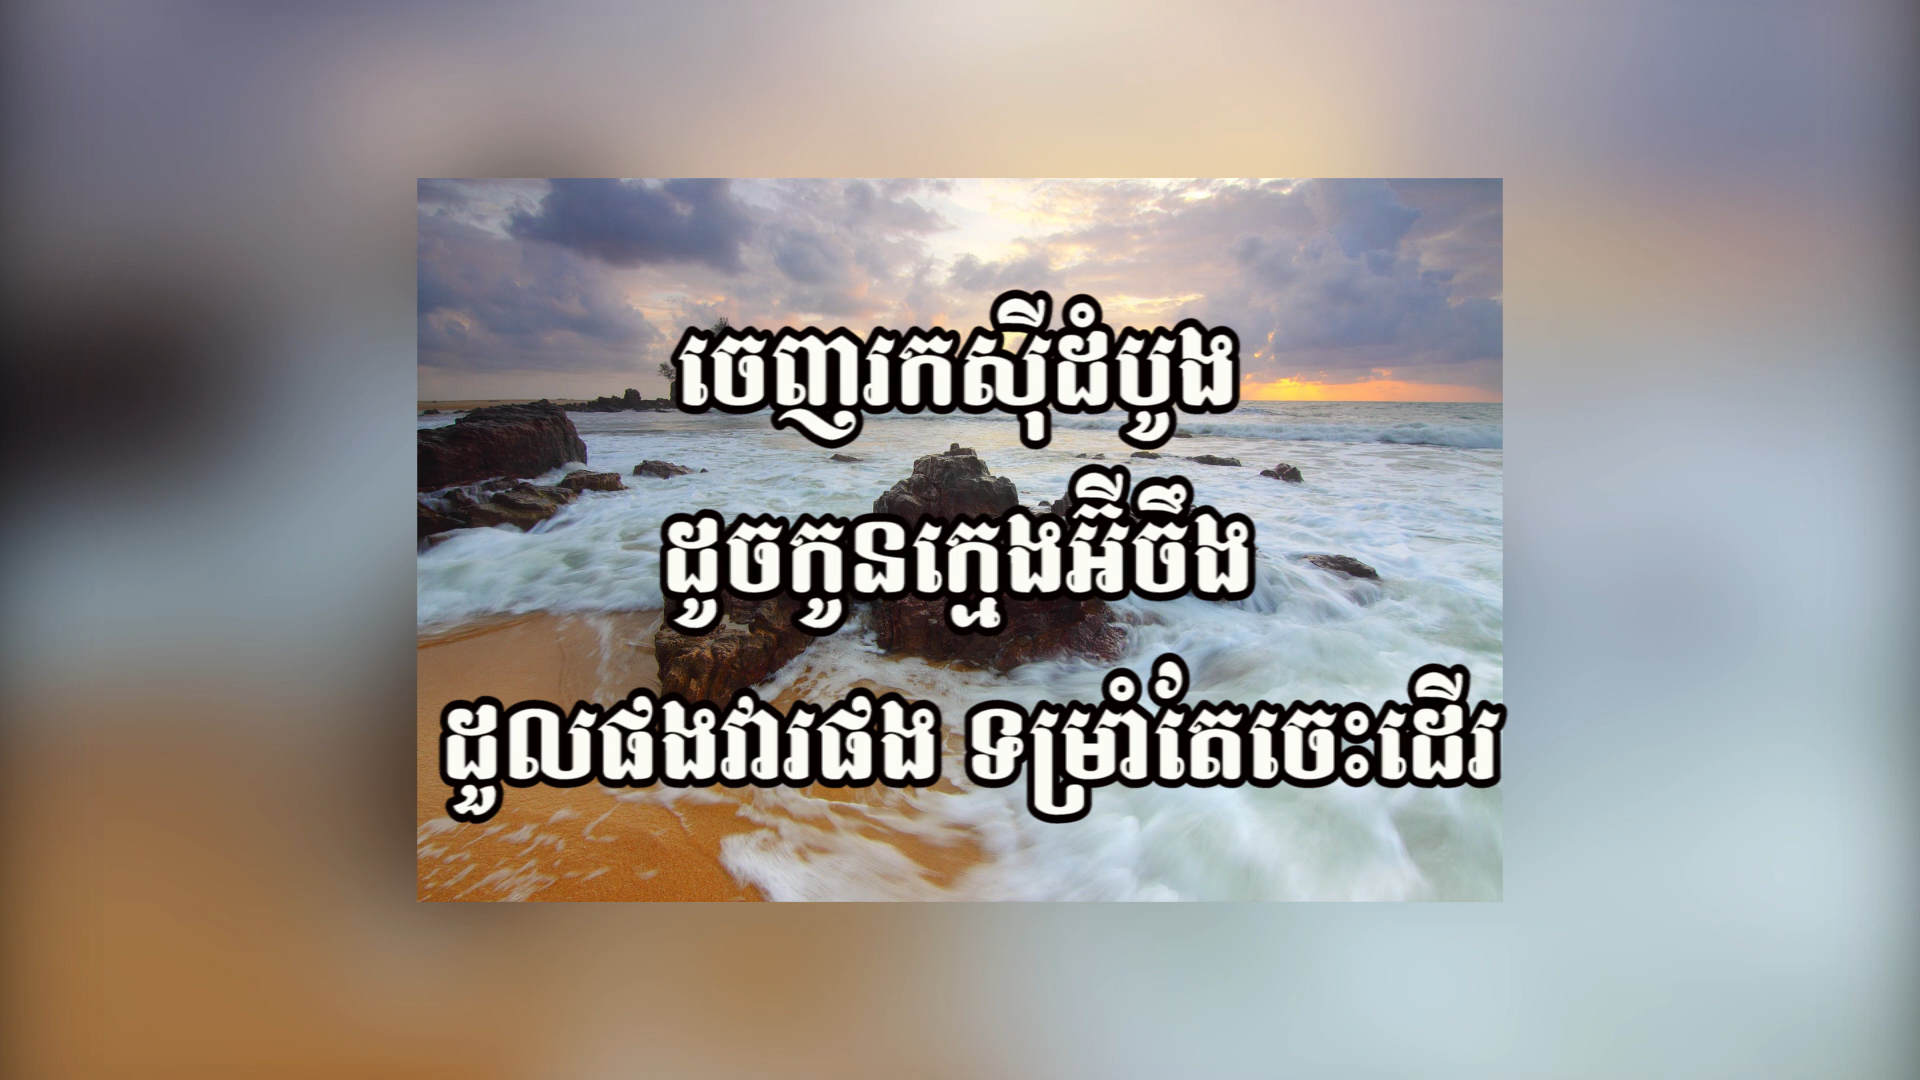 ចេញរកស៊ីដំបូង
ដូចកូនក្មេងអ៊ីចឹង
ដួលផងវារផង ទម្រាំតែចេះដើរ